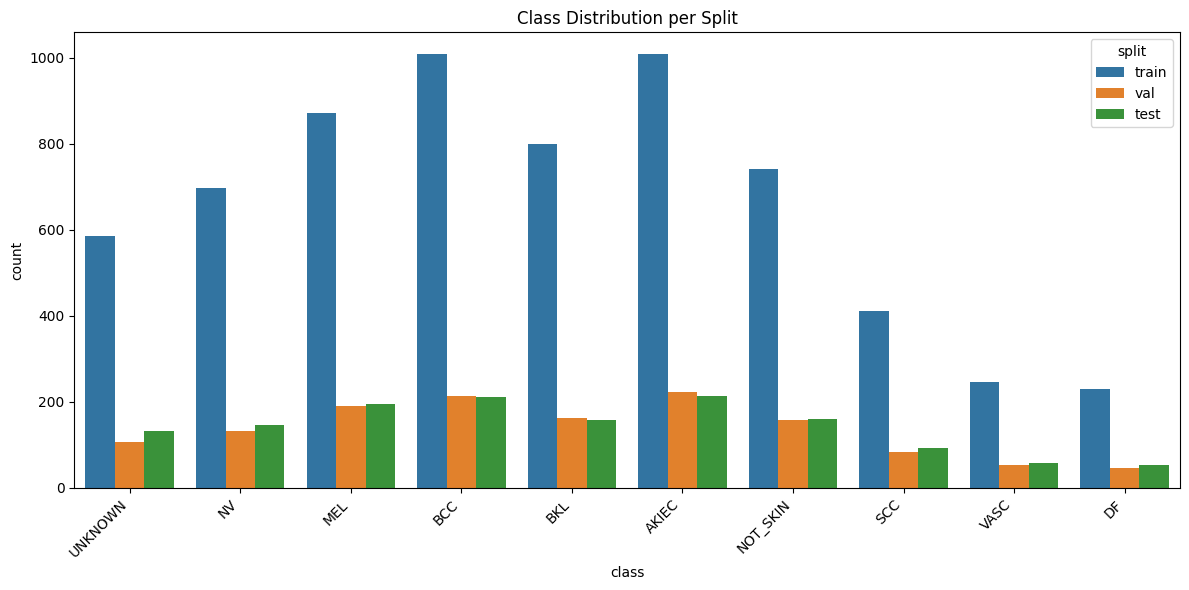 Class Distribution per Split
split
train
val
test
1000
800
600
400
200
0
count
UNKNOWN
NV
MEL
BCC
BKL
AKIEC
NOT_SKIN
SCC
VASC
DF
class